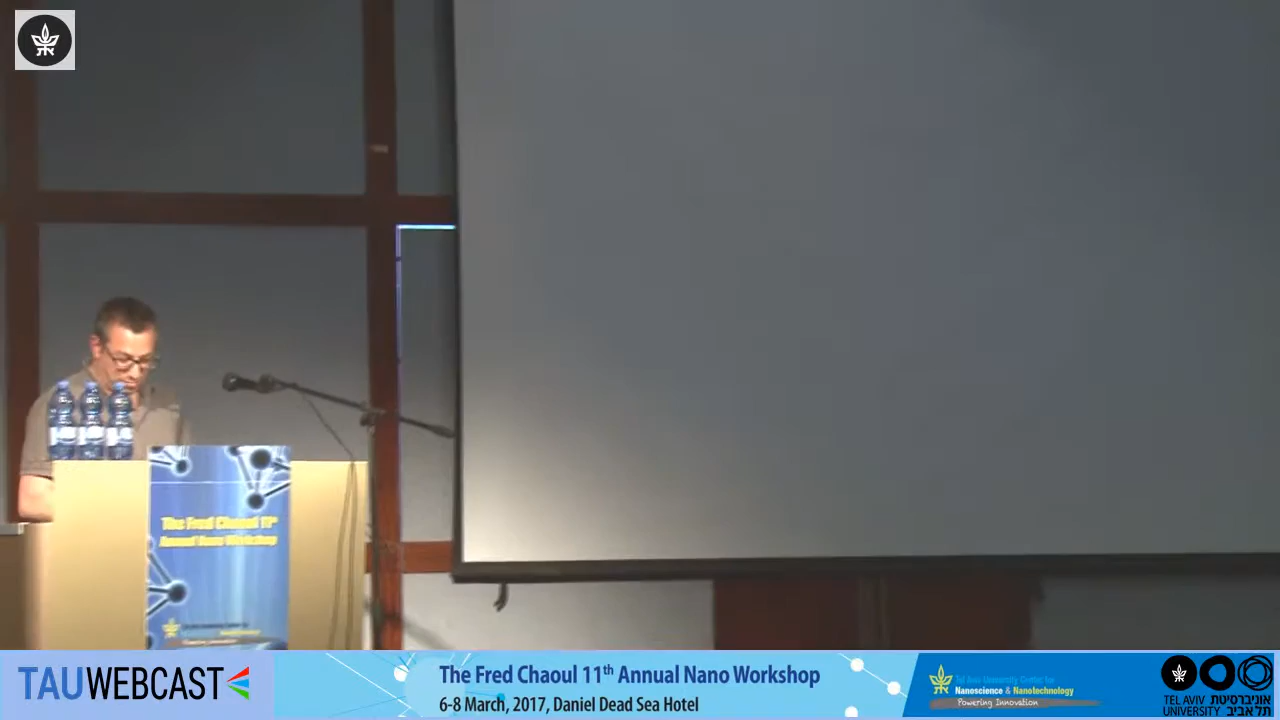 The Fred Chaoul 11th
Annual Nano Workshop
TAUWEBCAST
The Fred Chaoul 11th Annual Nano Workshop
6-8 March, 2017, Daniel Dead Sea Hotel
Tel Aviv University Center for
Nanoscience & Nanotechnology
Powering Innovation
TEL AVIV אוניברסיטת
UNIVERSITY תל אביב